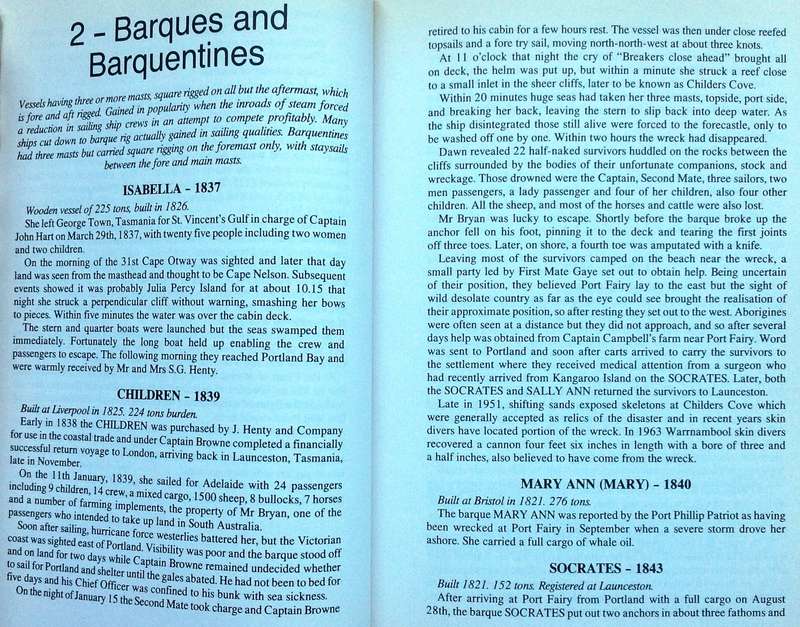 2 – Barques and
Barquentines
Vessels having three or more masts, square rigged on all but the aftermast, which
is fore and aft rigged. Gained in popularity when the inroads of steam forced
a reduction in sailing ship crews in an attempt to compete profitably. Many
ships cut down to barque rig actually gained in sailing qualities. Barquentines
had three masts but carried square rigging on the foremast only, with staysails
between the fore and main masts.
ISABELLA – 1837
Wooden vessel of 225 tons, built in 1826.
She left George Town, Tasmania for St. Vincent's Gulf in charge of Captain
John Hart on March 29th, 1837, with twenty five people including two women
and two children.
On the morning of the 31st Cape Otway was sighted and later that day
land was seen from the masthead and thought to be Cape Nelson. Subsequent
events showed it was probably Julia Percy Island for at about 10.15 that
night she struck a perpendicular cliff without warning, smashing her bows
to pieces. Within five minutes the water was over the cabin deck.
The stern and quarter boats were launched but the seas swamped them
immediately. Fortunately the long boat held up enabling the crew and
passengers to escape. The following morning they reached Portland Bay and
were warmly received by Mr and Mrs S.G. Henty.
CHILDREN – 1839
Built at Liverpool in 1825. 224 tons burden.
Early in 1838 the CHILDREN was purchased by J. Henty and Company
for use in the coastal trade and under Captain Browne completed a financially
successful return voyage to London, arriving back in Launceston, Tasmania,
late in November.
On the 11th January, 1839, she sailed for Adelaide with 24 passengers
including 9 children, 14 crew, a mixed cargo, 1500 sheep, 8 bullocks, 7 horses
and a number of farming implements, the property of Mr Bryan, one of the
passengers who intended to take up land in South Australia.
Soon after sailing, hurricane force westerlies battered her, but the Victorian
coast was sighted east of Portland. Visibility was poor and the barque stood off
and on land for two days while Captain Browne remained undecided whether
to sail for Portland and shelter until the gales abated. He had not been to bed for
five days and his Chief Officer was confined to his bunk with sea sickness.
On the night of January 15 the Second Mate took charge and Captain Browne
retired to his cabin for a few hours rest. The vessel was then under close reefed
topsails and a fore try sail, moving north-north-west at about three knots.
At 11 o'clock that night the cry of "Breakers close ahead" brought all
on deck, the helm was put up, but within a minute she struck a reef close
to a small inlet in the sheer cliffs, later to be known as Childers Cove.
Within 20 minutes huge seas had taken her three masts, topside, port side,
and breaking her back, leaving the stern to slip back into deep water. As
the ship disintegrated those still alive were forced to the forecastle, only to
be washed off one by one. Within two hours the wreck had disappeared.
Dawn revealed 22 half-naked survivors huddled on the rocks between the
cliffs surrounded by the bodies of their unfortunate companions, stock and
wreckage. Those drowned were the Captain, Second Mate, three sailors, two
men passengers, a lady passenger and four of her children, also four other
children. All the sheep, and most of the horses and cattle were also lost.
Mr Bryan was lucky to escape. Shortly before the barque broke up the
anchor fell on his foot, pinning it to the deck and tearing the first joints
off three toes. Later, on shore, a fourth toe was amputated with a knife.
Leaving most of the survivors camped on the beach near the wreck, a
small party led by First Mate Gaye set out to obtain help. Being uncertain
of their position, they believed Port Fairy lay to the east but the sight of
wild desolate country as far as the eye could see brought the realisation of
their approximate position, so after resting they set out to the west. Aborigines
were often seen at a distance but they did not approach, and so after several
days help was obtained from Captain Campbell's farm near Port Fairy. Word
was sent to Portland and soon after carts arrived to carry the survivors to
the settlement where they received medical attention from a surgeon who
had recently arrived from Kangaroo Island on the SOCRATES. Later, both
the SOCRATES and SALLY ANN returned the survivors to Launceston.
Late in 1951, shifting sands exposed skeletons at Childers Cove which
were generally accepted as relics of the disaster and in recent years skin
divers have located portion of the wreck. In 1963 Warrnambool skin divers
recovered a cannon four feet six inches in length with a bore of three and
a half inches, also believed to have come from the wreck.
MARY ANN (MARY) – 1840
Built at Bristol in 1821. 276 tons.
The barque MARY ANN was reported by the Port Phillip Patriot as having
been wrecked at Port Fairy in September when a severe storm drove her
ashore. She carried a full cargo of whale oil.
SOCRATES – 1843
Built 1821. 152 tons. Registered at Launceston.
After arriving at Port Fairy from Portland with a full cargo on August
28th, the barque SOCRATES put out two anchors in about three fathoms and